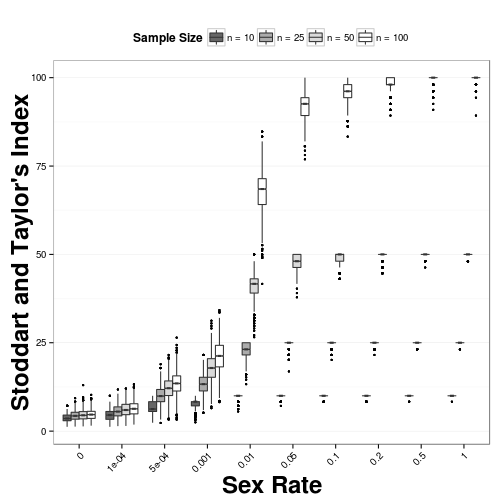 Sample Size n = 10 n = 25 n = 50 n = 100
Stoddart and Taylor's Index
100
75
50
25
0
0 1e-04 5e-04 0.001 0.01 0.05 0.1 0.2 0.5 1
Sex Rate